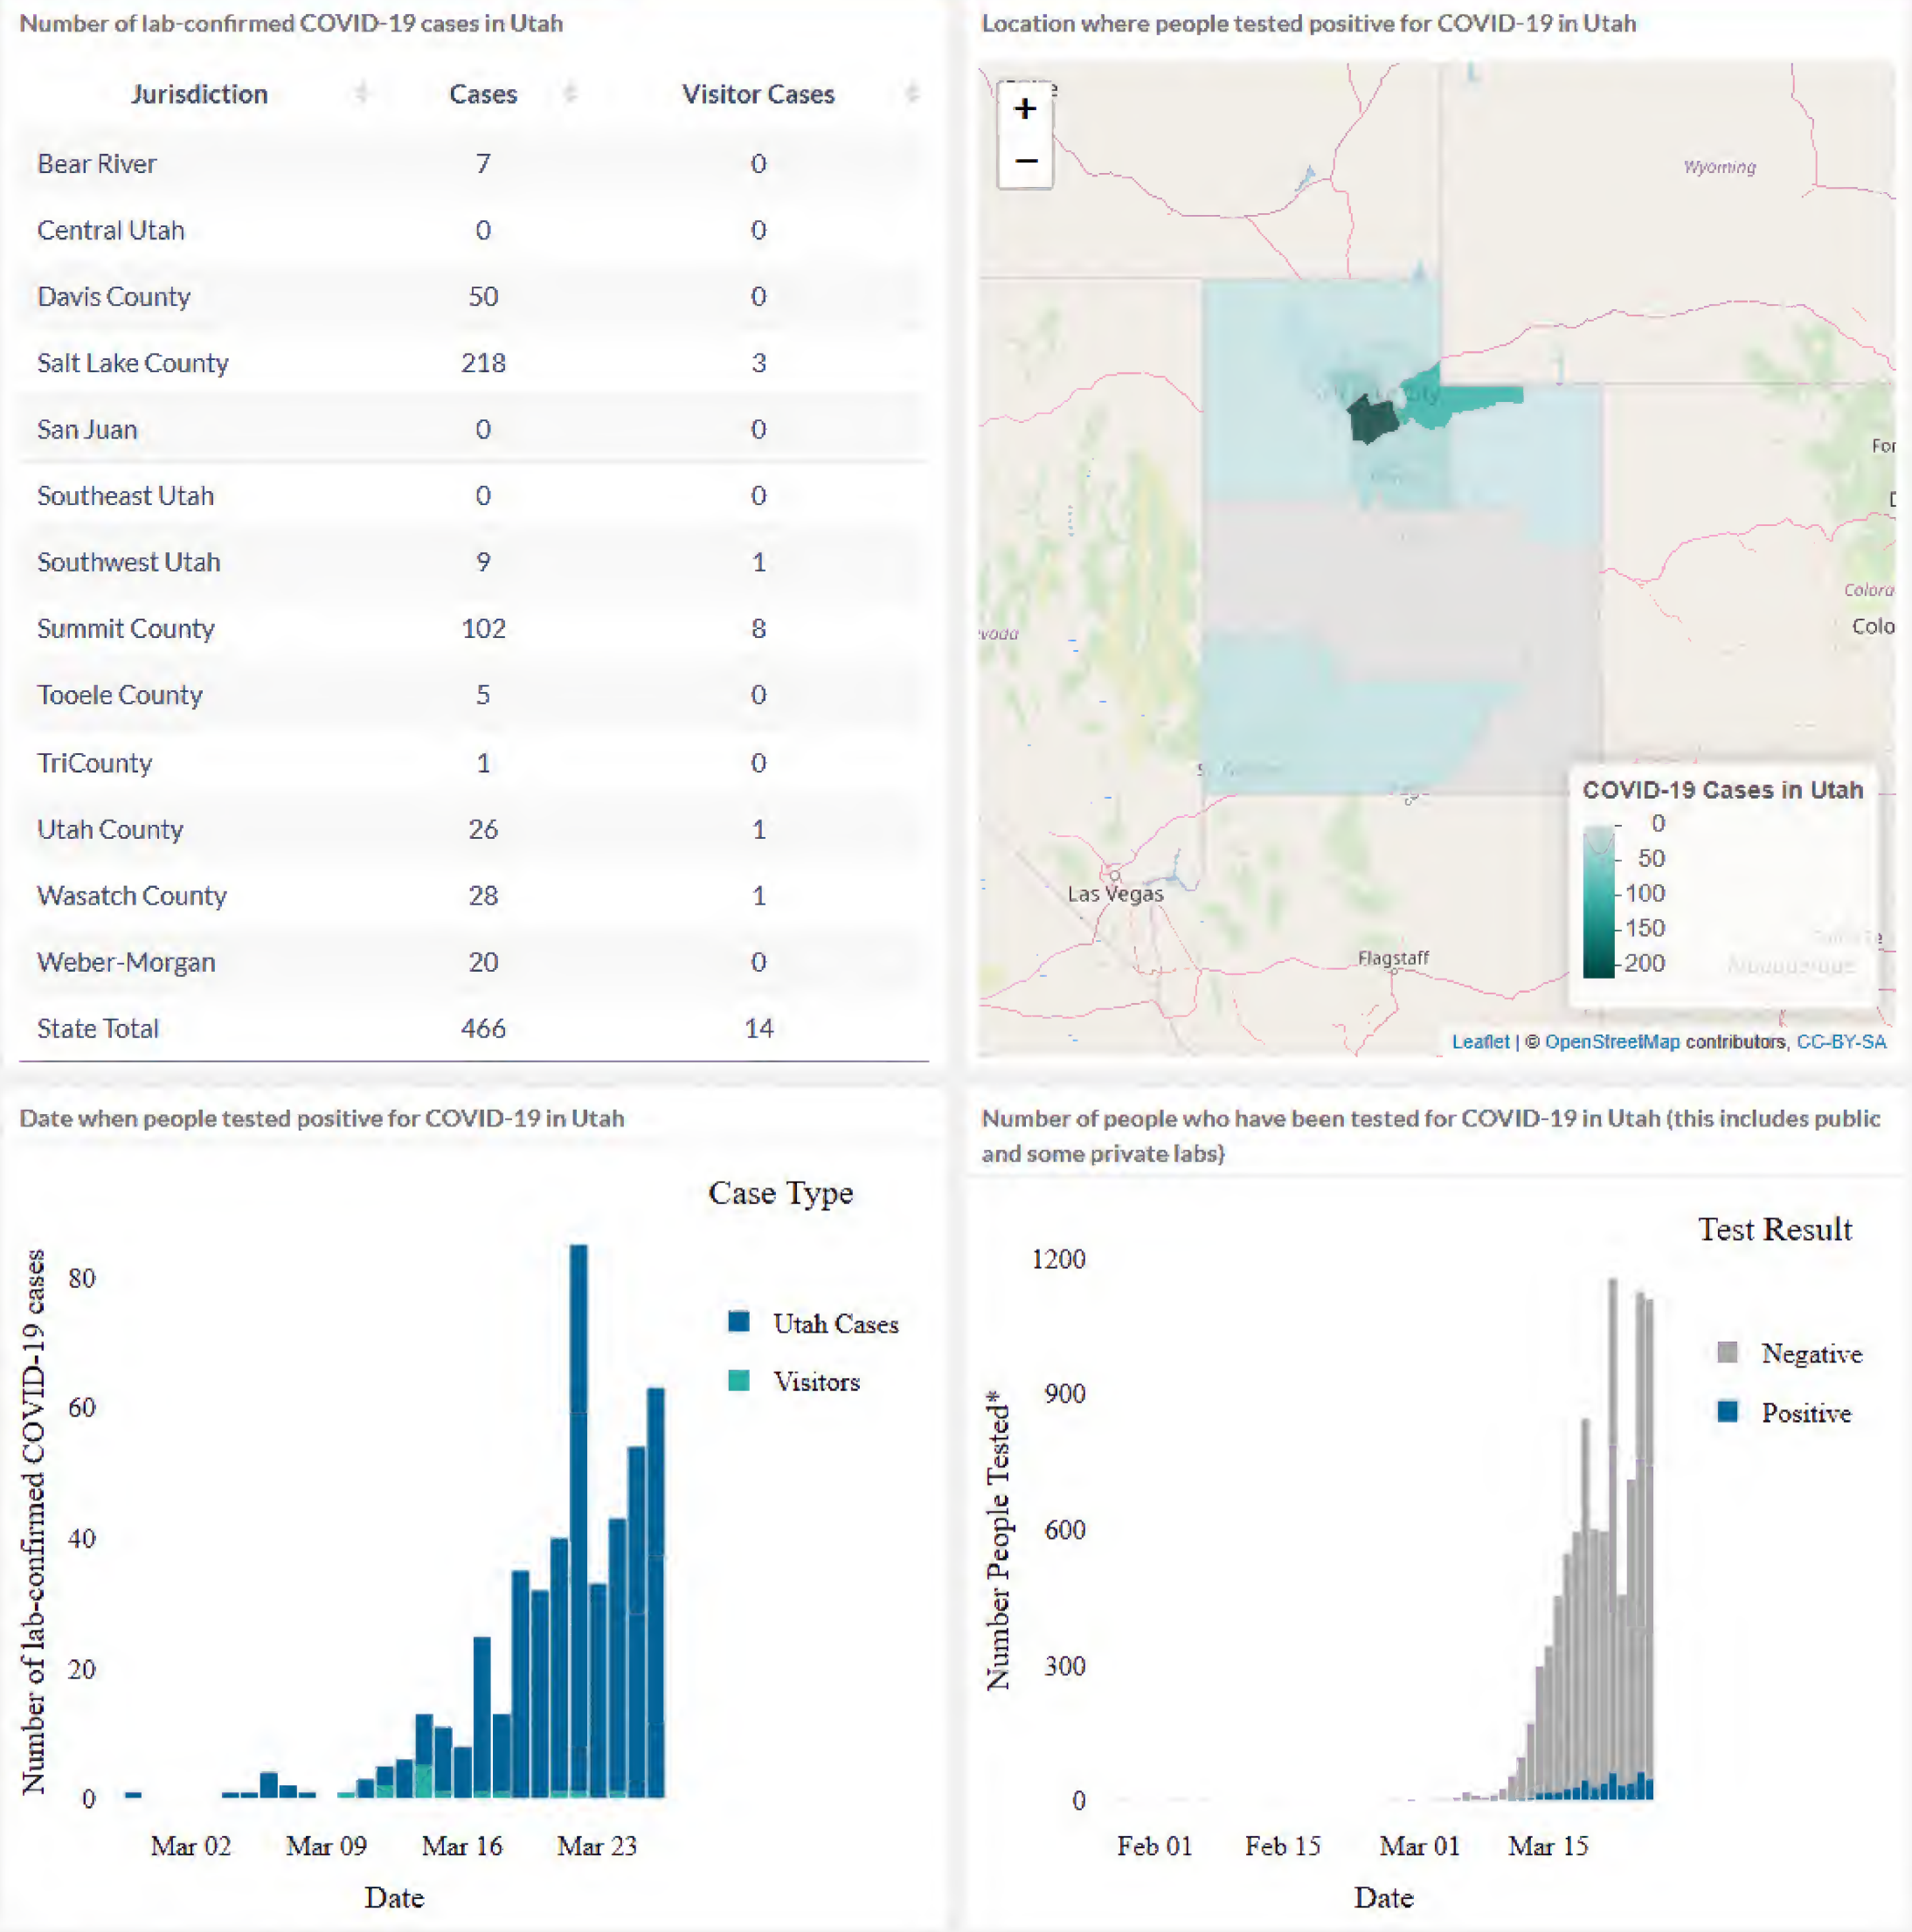 Number of lab-confirmed COVID-19 cases in Utah
Jurisdiction Cases Visitor Cases
Bear River 7 0
Central Utah 0 0
Davis County 50 0
Salt Lake County 218 3
San Juan 0 0
Southeast Utah 0 0
Southwest Utah 9 1
Summit County 102 8
Tooele County 5 0
TriCounty 1 0
Utah County 26 1
Wasatch County 28 1
Weber-Morgan 20 0
State Total 466 14
Location where people tested positive for COVID-19 in Utah
+
−
Wyoming
For
Colora
Colo
vada
Las Vegas
Flagstaff
COVID-19 Cases in Utah
0
50
100
150
200
Albuquerque
Leaflet | © OpenStreetMap contributors, CC-BY-SA
Date when people tested positive for COVID-19 in Utah
Case Type
Utah Cases
Visitors
Number of lab-confirmed COVID-19 cases
80
60
40
20
0
Mar 02 Mar 09 Mar 16 Mar 23
Date
Number of people who have been tested for COVID-19 in Utah (this includes public
and some private labs)
Test Result
Negative
Positive
Number People Tested*
1200
900
600
300
0
Feb 01 Feb 15 Mar 01 Mar 15
Date